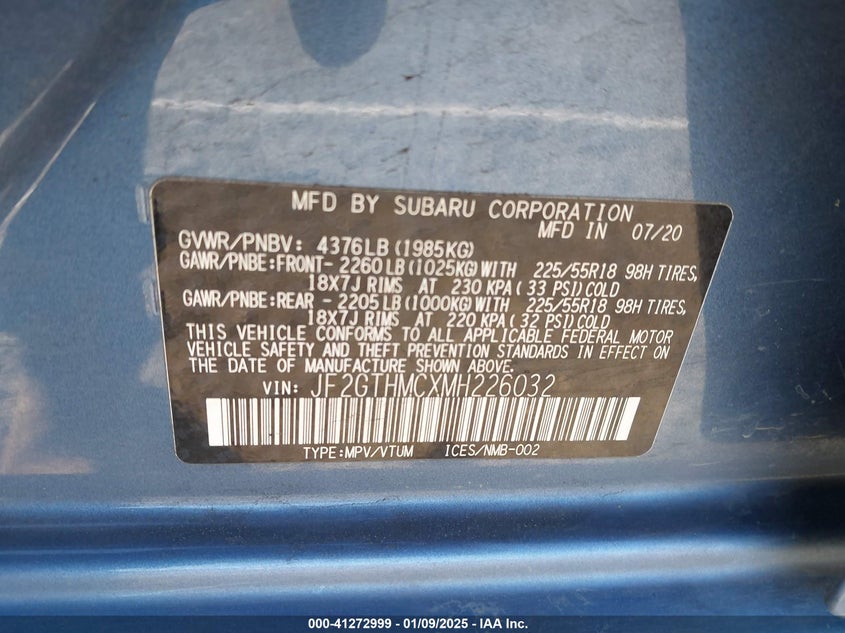 MFD BY SUBARU CORPORATION
MFD IN 07/20
GVWR/PNBV: 4376LB(1985KG)
GAWR/PNBE:FRONT- 2260LB(1025KG)WITH 225/55R18 98H TIRES,
18X7J RIMS AT 230 KPA( 33 PSI)COLD
GAWR/PNBE:REAR - 2205LB(1000KG)WITH 225/55R18 98H TIRES,
18X7J RIMS AT 220 KPA( 32 PSI)COLD
THIS VEHICLE CONFORMS TO ALL APPLICABLE FEDERAL MOTOR
VEHICLE SAFETY AND THEFT PREVENTION STANDARDS IN EFFECT ON
THE DATE OF MANUFACTURE SHOWN ABOVE.
VIN: JF2GTHMCXMH226032
TYPE:MPV/VTUM ICES/NMB-002
000-41272999 - 01/09/2025 - IAA Inc.